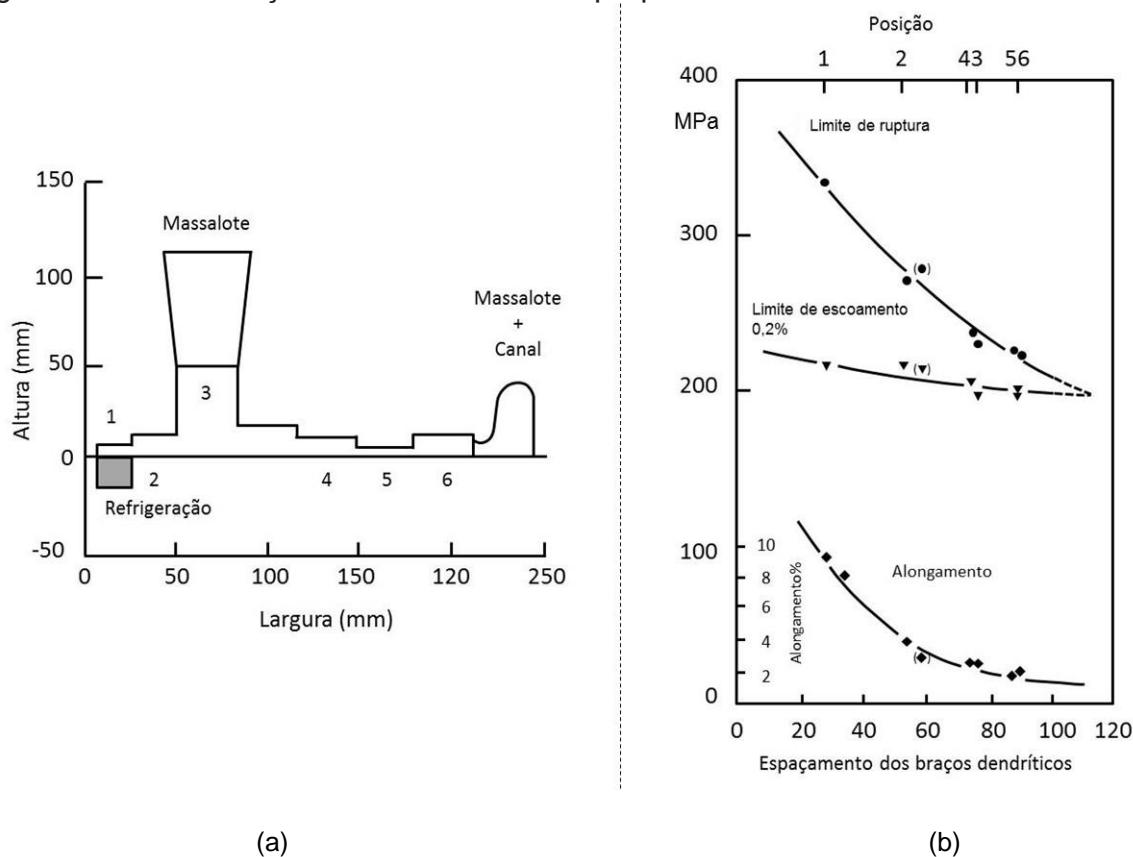 150
Massalote
100
Massalote
+
Canal
Altura (mm)
50
3
1
0
2
4
5
6
Refrigeração
-50
0
50
100
150
120
250
Largura (mm)
(a)
Posição
1
2
43
56
400
MPa
Limite de ruptura
300
Limite de escoamento
0,2%
200
100
10
8
6
4
2
Alongamento%
Alongamento
0
0
20
40
60
80
100
120
Espaçamento dos braços dendríticos
(b)